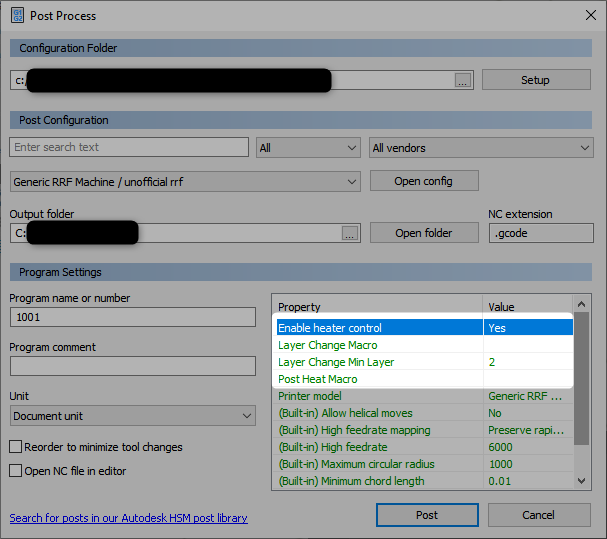 G1
G2
Post Process
Configuration Folder
c:
...
Setup
Post Configuration
Enter search text
All
All vendors
Generic RRF Machine / unofficial rrf
Open config
Output folder
NC extension
C:
...
Open folder
.gcode
Program Settings
Program name or number
1001
Program comment
Unit
Document unit
Reorder to minimize tool changes
Open NC file in editor
Property Value
Enable heater control Yes
Layer Change Macro
Layer Change Min Layer 2
Post Heat Macro
Printer model Generic RRF ...
(Built-in) Allow helical moves No
(Built-in) High feedrate mapping Preserve rapi...
(Built-in) High feedrate 6000
(Built-in) Maximum circular radius 1000
(Built-in) Minimum chord length 0.01
Search for posts in our Autodesk HSM post library
Post
Cancel